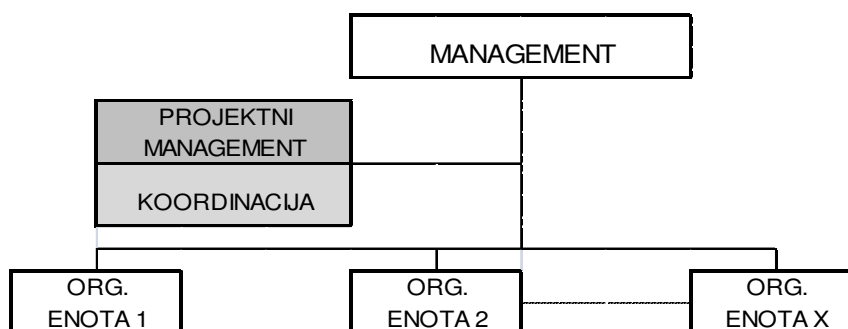 MANAGEMENT
PROJEKTNI
MANAGEMENT
KOORDINACIJA
ORG.
ENOTA 1
ORG.
ENOTA 2
ORG.
ENOTA X